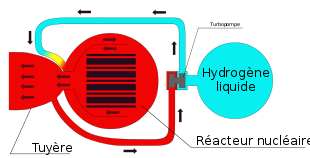 Turbopompe
Hydrogène
liquide
Réacteur nucléaire
Tuyère